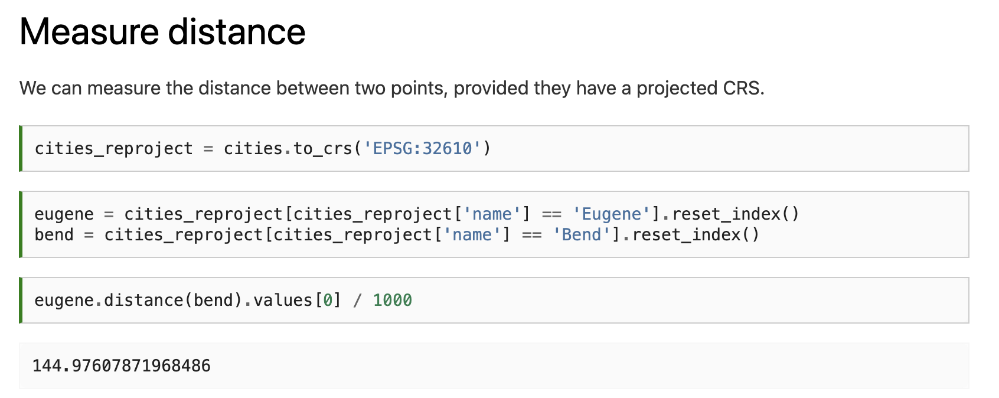 Measure distance
We can measure the distance between two points, provided they have a projected CRS.
cities_reproject = cities.to_crs('EPSG:32610')
eugene = cities_reproject[cities_reproject['name'] == 'Eugene'].reset_index()
bend = cities_reproject[cities_reproject['name'] == 'Bend'].reset_index()
eugene.distance(bend).values[0] / 1000
144.97607871968486